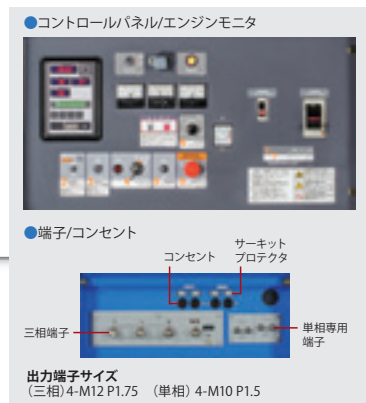 ●コントロールパネル/エンジンモニタ
●端子/コンセント
コンセント
サーキット
プロテクタ
三相端子
単相専用
端子
出力端子サイズ
(三相)4-M12 P1.75 (単相) 4-M10 P1.5